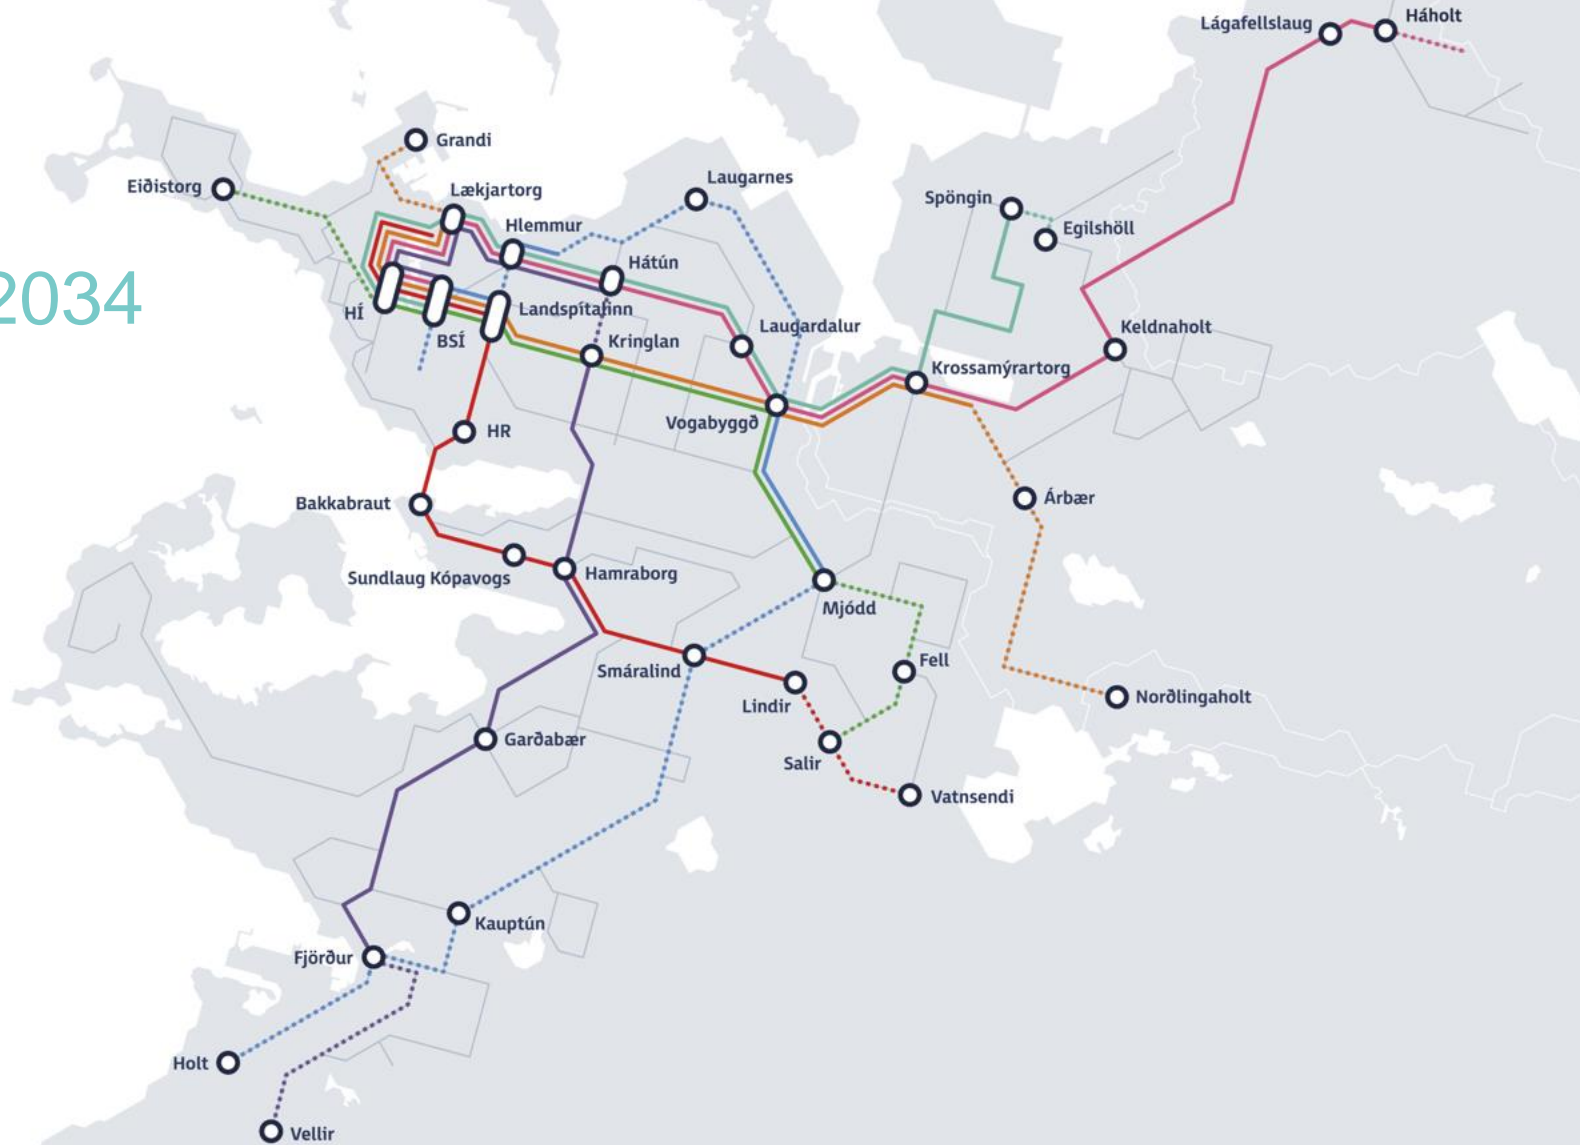 Háholt
Lágafellslaug
Grandi
Laugarnes
Eiðistorg
Lækjartorg
Spöngin
Hlemmur
Egilshöll
Hátún
2034
HÍ
Landspítalinn
Laugardalur
Keldnaholt
BSÍ
Kringlan
Krossamýrartorg
Vogabyggð
HR
Bakkabraut
Árbær
Sundlaug Kópavogs
Hamraborg
Mjódd
Smáralind
Fell
Lindir
Norðlingaholt
Garðabær
Salir
Vatnsendi
Kauptún
Fjörður
Holt
Vellir